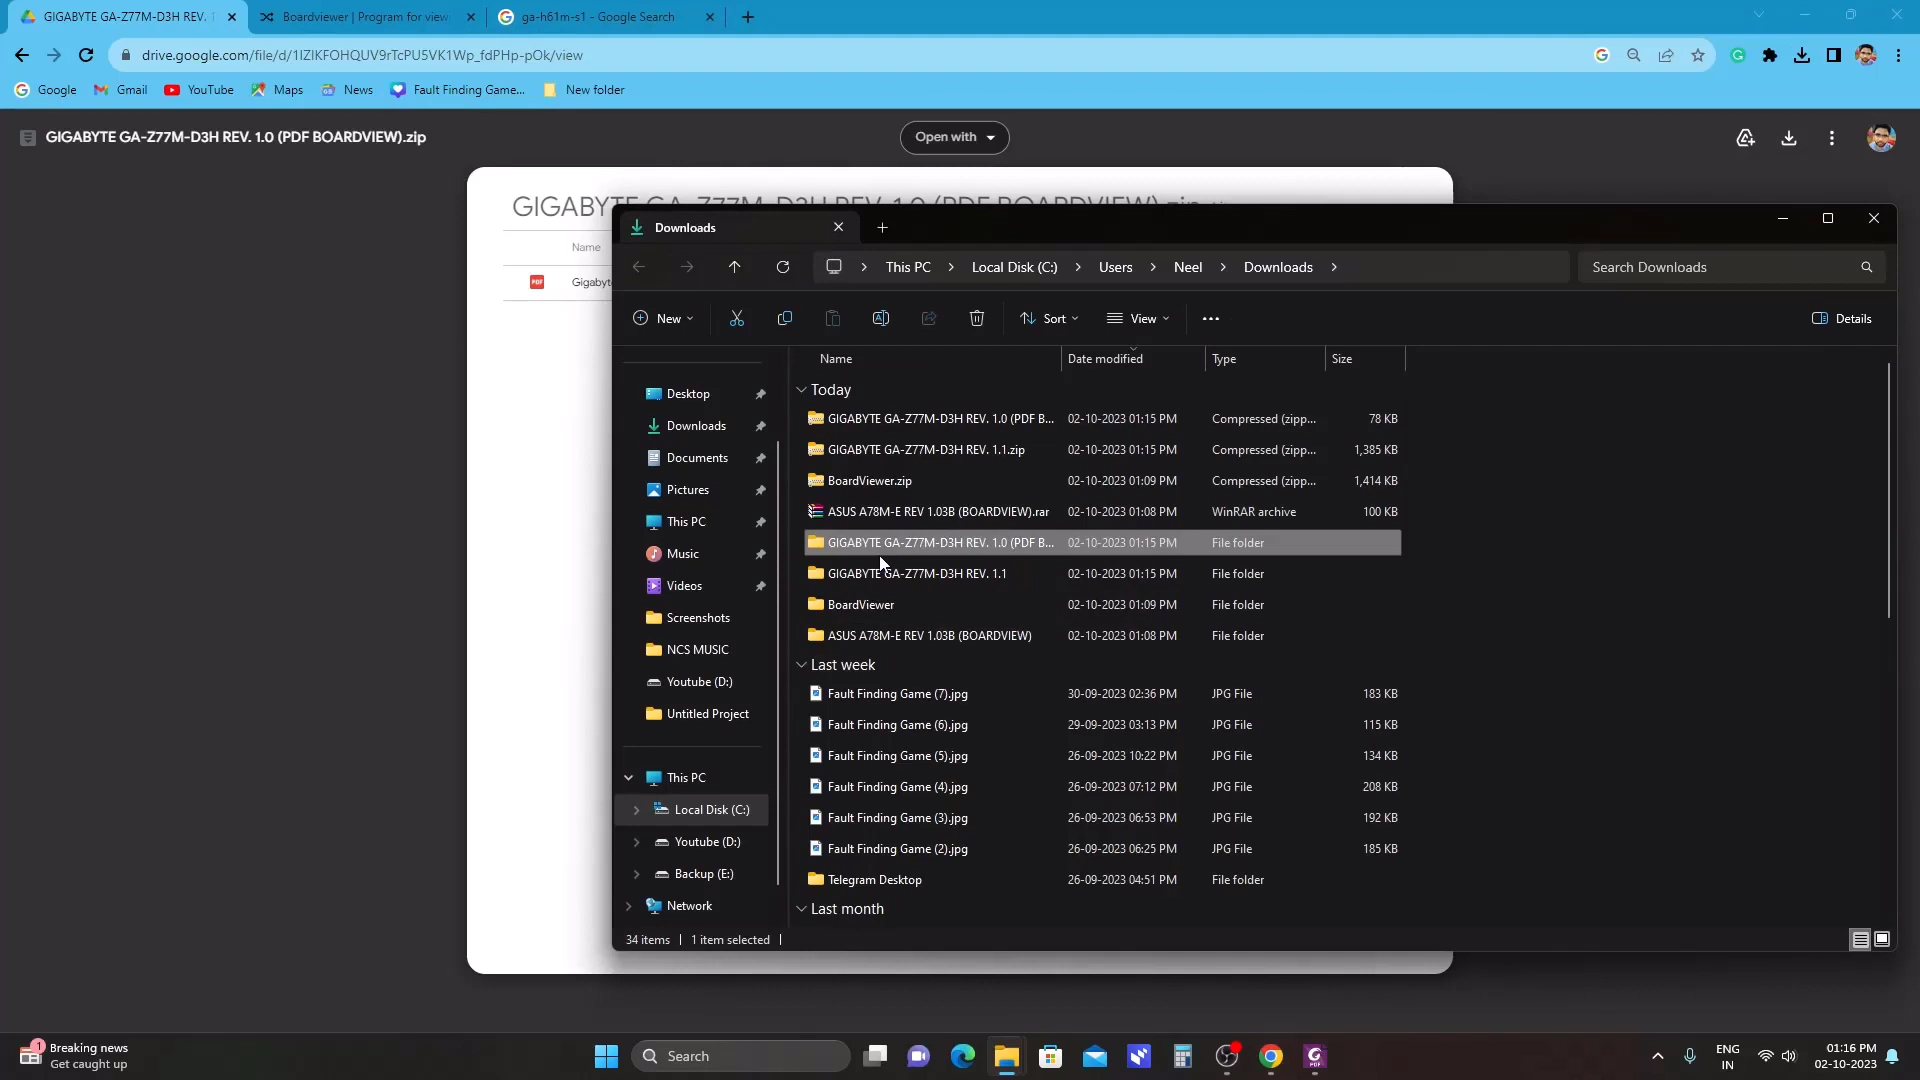 GIGABYTE GA-Z77M-D3H REV. 1
Boardviewer | Program for view
ga-h61m-s1 - Google Search
drive.google.com/file/d/1IZIKFOHQUV9rTcPU5VK1Wp_fdPHp-pOk/view
Google
Gmail
YouTube
Maps
News
Fault Finding Game...
New folder
GIGABYTE GA-Z77M-D3H REV. 1.0 (PDF BOARDVIEW).zip
Open with
GIGABYTE GA-Z77M-D3H REV. 1.0 (PDF BOARDVIEW).zip
Name
PDF
Gigabyte
Downloads
This PC > Local Disk (C:) > Users > Neel > Downloads >
Search Downloads
New
Sort
View
Details
Name Date modified Type Size
Today
GIGABYTE GA-Z77M-D3H REV. 1.0 (PDF B... 02-10-2023 01:15 PM Compressed (zipp... 78 KB
GIGABYTE GA-Z77M-D3H REV. 1.1.zip 02-10-2023 01:15 PM Compressed (zipp... 1,385 KB
BoardViewer.zip 02-10-2023 01:09 PM Compressed (zipp... 1,414 KB
ASUS A78M-E REV 1.03B (BOARDVIEW).rar 02-10-2023 01:08 PM WinRAR archive 100 KB
GIGABYTE GA-Z77M-D3H REV. 1.0 (PDF B... 02-10-2023 01:15 PM File folder
GIGABYTE GA-Z77M-D3H REV. 1.1 02-10-2023 01:15 PM File folder
BoardViewer 02-10-2023 01:09 PM File folder
ASUS A78M-E REV 1.03B (BOARDVIEW) 02-10-2023 01:08 PM File folder
Last week
Fault Finding Game (7).jpg 30-09-2023 02:36 PM JPG File 183 KB
Fault Finding Game (6).jpg 29-09-2023 03:13 PM JPG File 115 KB
Fault Finding Game (5).jpg 26-09-2023 10:22 PM JPG File 134 KB
Fault Finding Game (4).jpg 26-09-2023 07:12 PM JPG File 208 KB
Fault Finding Game (3).jpg 26-09-2023 06:53 PM JPG File 192 KB
Fault Finding Game (2).jpg 26-09-2023 06:25 PM JPG File 185 KB
Telegram Desktop 26-09-2023 04:51 PM File folder
Last month
Desktop
Downloads
Documents
Pictures
This PC
Music
Videos
Screenshots
NCS MUSIC
Youtube (D:)
Untitled Project
This PC
Local Disk (C:)
Youtube (D:)
Backup (E:)
Network
34 items | 1 item selected |
1
Breaking news
Get caught up
Search
PDF
ENG
IN
01:16 PM
02-10-2023